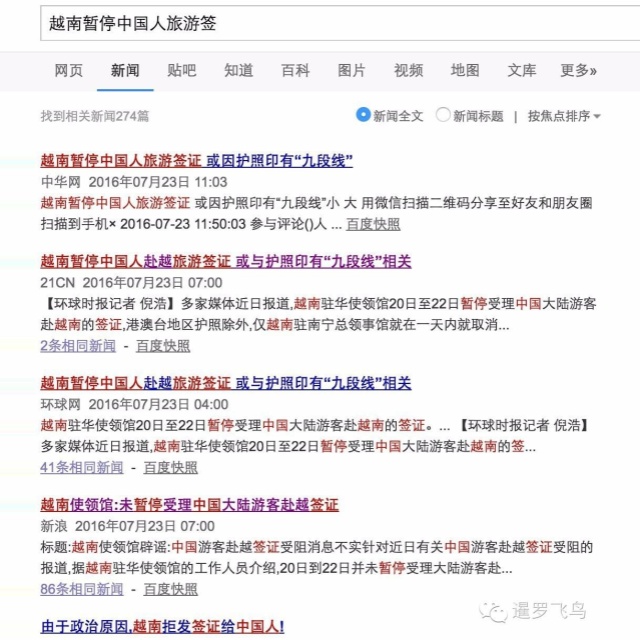 越南暂停中国人旅游签
网页 新闻 贴吧 知道 百科 图片 视频 地图 文库 更多»
找到相关新闻274篇 新闻全文 新闻标题 | 按焦点排序
越南暂停中国人旅游签证 或因护照印有“九段线”
中华网 2016年07月23日 11:03
越南暂停中国人旅游签证 或因护照印有“九段线”小 大 用微信扫描二维码分享至好友和朋友圈
扫描到手机× 2016-07-23 11:50:03 参与评论()人 ... 百度快照
越南暂停中国人赴越旅游签证 或与护照印有“九段线”相关
21CN 2016年07月23日 07:00
【环球时报记者 倪浩】多家媒体近日报道,越南驻华使领馆20日至22日暂停受理中国大陆游客
赴越南的签证,港澳台地区护照除外,仅越南驻南宁总领事馆就在一天内就取消...
2条相同新闻 - 百度快照
越南暂停中国人赴越旅游签证 或与护照印有“九段线”相关
环球网 2016年07月23日 04:00
越南驻华使领馆20日至22日暂停受理中国大陆游客赴越南的签证。... 【环球时报记者 倪浩】
多家媒体近日报道,越南驻华使领馆20日至22日暂停受理中国大陆游客赴越南的签...
41条相同新闻 - 百度快照
越南使领馆:未暂停受理中国大陆游客赴越签证
新浪 2016年07月23日 07:00
标题:越南使领馆辟谣:中国游客赴越签证受阻消息不实针对近日有关中国游客赴越签证受阻的
报道,据越南驻华使领馆的工作人员介绍,20日到22日并未暂停受理大陆游客赴...
86条相同新闻 - 百度快照
暹罗飞鸟
由于政治原因,越南拒发签证给中国人!